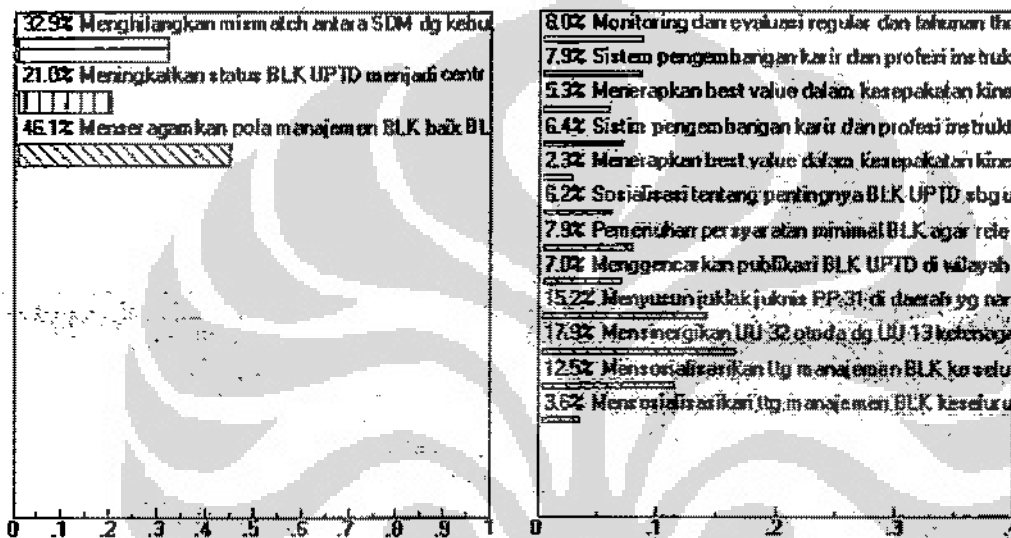 32.9% Menghilangkan mismatch antara SDM dg kebut
21.0% Meningkatkan status BLK UPTD menjadi centr
46.1% Menseragamkan pola manajemen BLK baik BL
0 .1 .2 .3 .4 .5 .6 .7 .8 .9 1
8.0% Monitoring dan evaluasi regular dan tahunan the
7.9% Sistem pengembangan karir dan profesi instruk
5.3% Menerapkan best value dalam kesepakatan kine
6.4% Sistim pengembangan karir dan profesi instrukt
2.3% Menerapkan best value dalam kesepakatan kine
6.2% Sosialisasi tentang pentingnya BLK UPTD sbg u
7.9% Pemenuhan persyaratan minimal BLK agar rele
7.0% Menggencarkan publikari BLK UPTD di wilayah
15.2% Menyusun juklak juknis PP-31 di daerah yg nan
17.9% Mensinergikan UU 32 otoda dg UU 13 ketenaga
12.5% Mensosialisasikan ttg manajemen BLK ke selu
3.6% Mensosialisasikan ttg manajemen BLK keseluru
0 .1 .2 .3